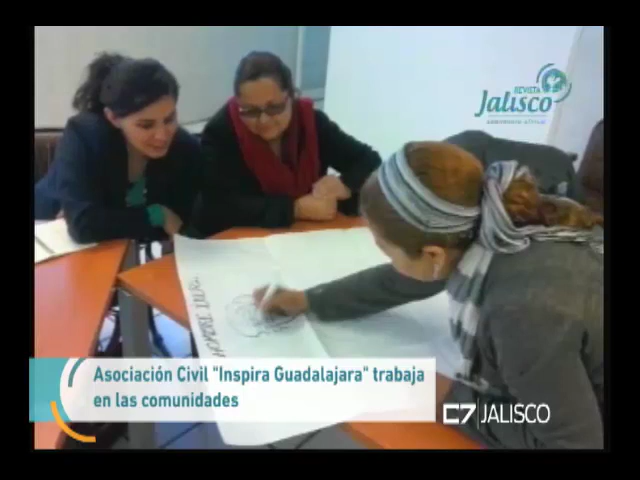 REVISTA
Jalisco
Asociación Civil "Inspira Guadalajara" trabaja
en las comunidades
C7 JALISCO